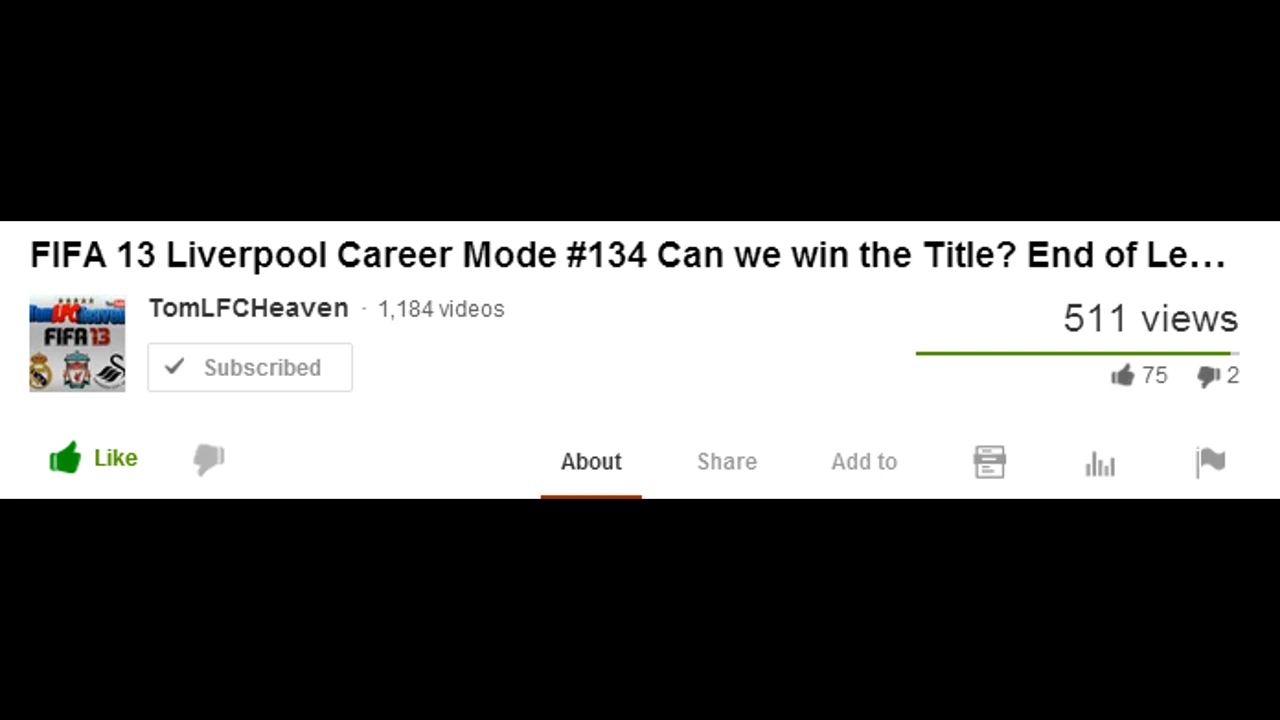 FIFA 13 Liverpool Career Mode #134 Can we win the Title? End of Le...
TomLFCHeaven · 1,184 videos
511 views
TomLFCHeaven
FIFA 13
Subscribed
75 2
Like
About Share Add to